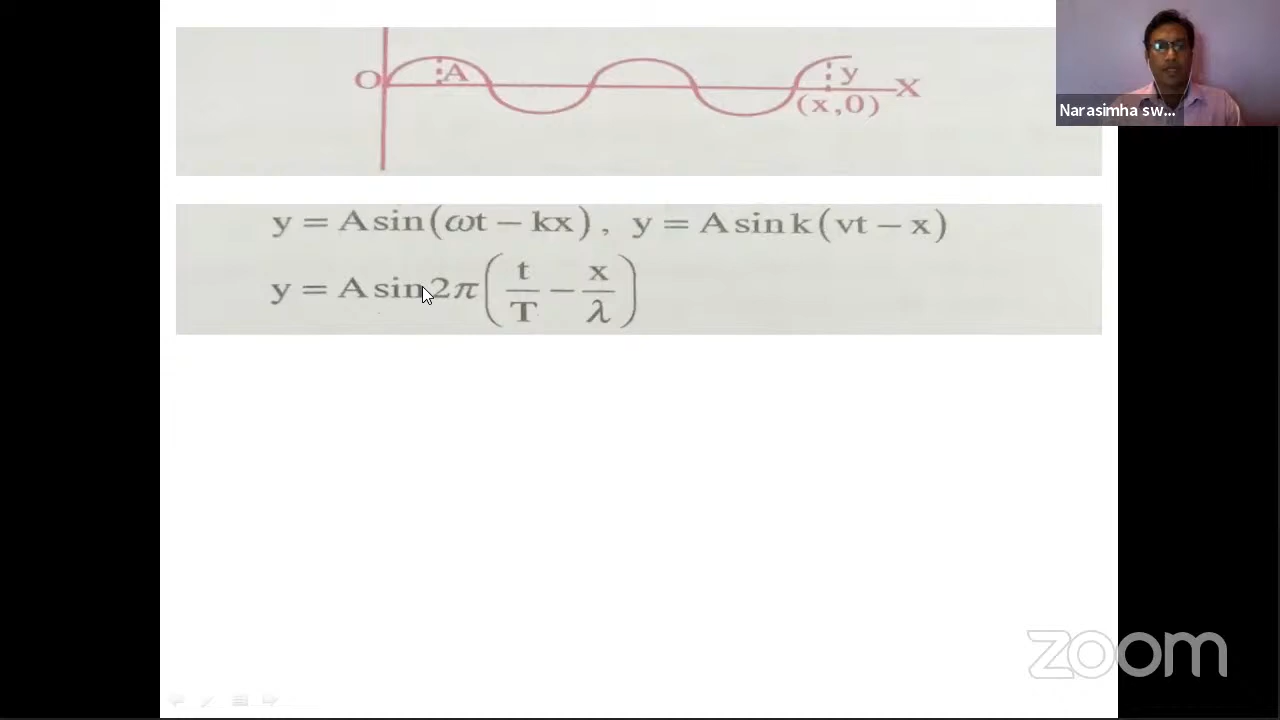 O A y X
(x,0)
Narasimha sw...
y = A sin(ωt − kx), y = A sin k(vt − x)
y = A sin 2π(t/T − x/λ)
zoom